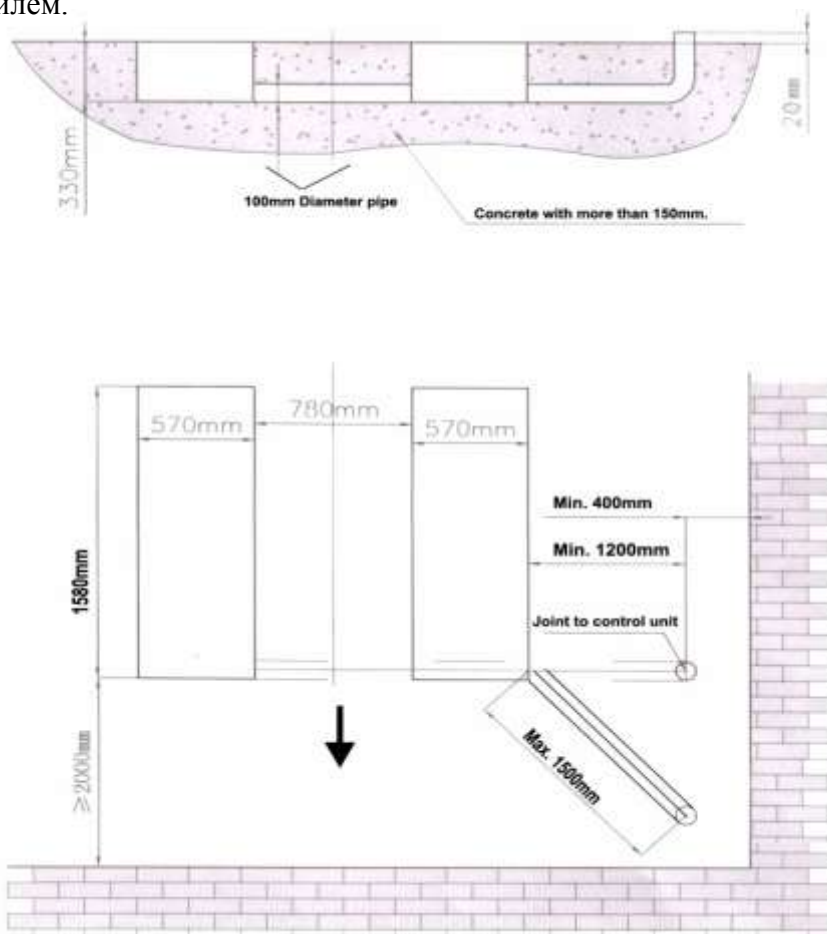 илем.
20mm
330mm
100mm Diameter pipe
Concrete with more than 150mm.
780mm
570mm
570mm
Min. 400mm
Min. 1200mm
1580mm
Joint to control unit
≥2000mm
Max. 1500mm